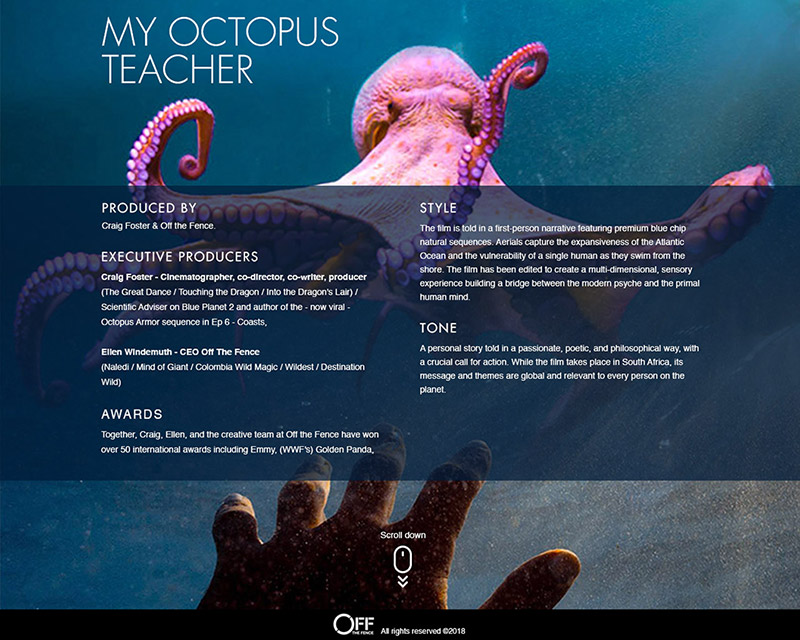 MY OCTOPUS
TEACHER
PRODUCED BY
Craig Foster & Off the Fence.
EXECUTIVE PRODUCERS
Craig Foster - Cinematographer, co-director, co-writer, producer
(The Great Dance / Touching the Dragon / Into the Dragon's Lair) /
Scientific Adviser on Blue Planet 2 and author of the - now viral -
Octopus Armor sequence in Ep 6 - Coasts,
Ellen Windemuth - CEO Off The Fence
(Naledi / Mind of Giant / Colombia Wild Magic / Wildest / Destination
Wild)
AWARDS
Together, Craig, Ellen, and the creative team at Off the Fence have won
over 50 international awards including Emmy, (WWF's) Golden Panda,
STYLE
The film is told in a first-person narrative featuring premium blue chip
natural sequences. Aerials capture the expansiveness of the Atlantic
Ocean and the vulnerability of a single human as they swim from the
shore. The film has been edited to create a multi-dimensional, sensory
experience building a bridge between the modern psyche and the primal
human mind.
TONE
A personal story told in a passionate, poetic, and philosophical way, with
a crucial call for action. While the film takes place in South Africa, its
message and themes are global and relevant to every person on the
planet.
Scroll down
OFF
THE FENCE
All rights reserved ©2018